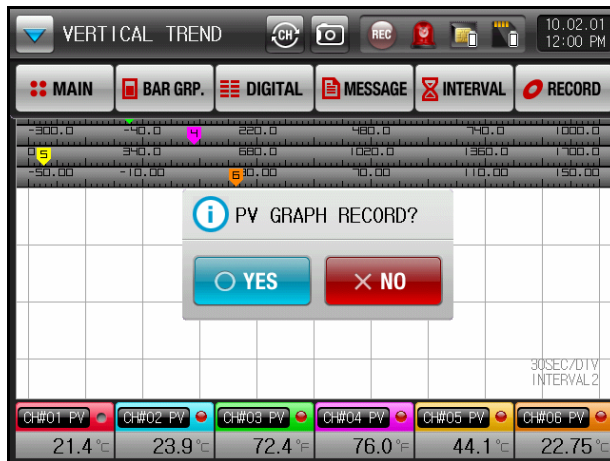 VERTICAL TREND CH REC 10.02.01
12:00 PM
MAIN BAR GRP. DIGITAL MESSAGE INTERVAL RECORD
-300.0 -40.0 4 220.0 480.0 740.0 1000.0
0 5 340.0 680.0 1020.0 1360.0 1700.0
-50.00 -10.00 6 70.00 110.00 150.00
PV GRAPH RECORD?
YES NO
30SEC/DIV
INTERVAL2
CH#01 PV CH#02 PV CH#03 PV CH#04 PV CH#05 PV CH#06 PV
21.4°C 23.9°C 72.4°F 76.0°F 44.1°C 22.75°C